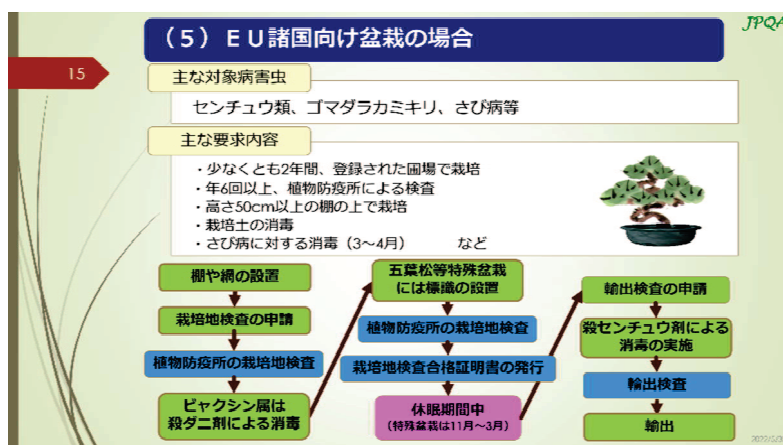 JPQA
（５）ＥＵ諸国向け盆栽の場合
15
主な対象病害虫
センチュウ類、ゴマダラカミキリ、さび病等
主な要求内容
・少なくとも2年間、登録された圃場で栽培
・年6回以上、植物防疫所による検査
・高さ50cm以上の棚の上で栽培
・栽培土の消毒
・さび病に対する消毒（3～4月）　など
棚や網の設置
栽培地検査の申請
植物防疫所の栽培地検査
ビャクシン属は
殺ダニ剤による消毒
五葉松等特殊盆栽
には標識の設置
植物防疫所の栽培地検査
栽培地検査合格証明書の発行
休眠期間中
（特殊盆栽は11月～3月）
輸出検査の申請
殺センチュウ剤による
消毒の実施
輸出検査
輸出